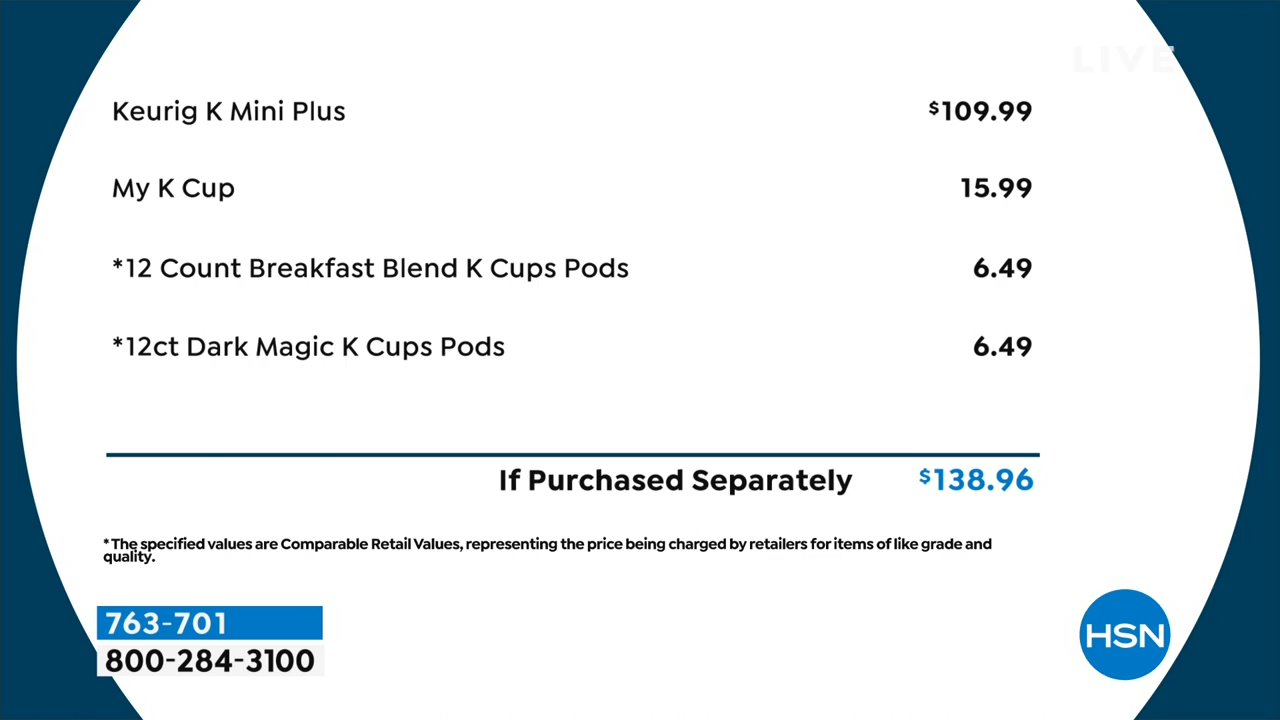 LIVE
Keurig K Mini Plus $109.99
My K Cup 15.99
*12 Count Breakfast Blend K Cups Pods 6.49
*12ct Dark Magic K Cups Pods 6.49
If Purchased Separately $138.96
*The specified values are Comparable Retail Values, representing the price being charged by retailers for items of like grade and
quality.
763-701
800-284-3100
HSN